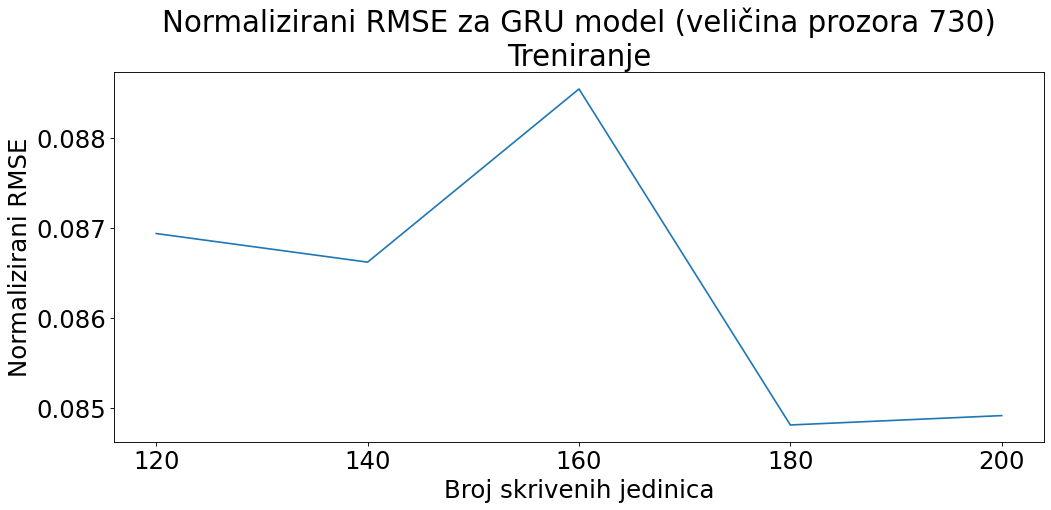 Normalizirani RMSE za GRU model (veličina prozora 730)
Treniranje
Normalizirani RMSE
0.088
0.087
0.086
0.085
120 140 160 180 200
Broj skrivenih jedinica